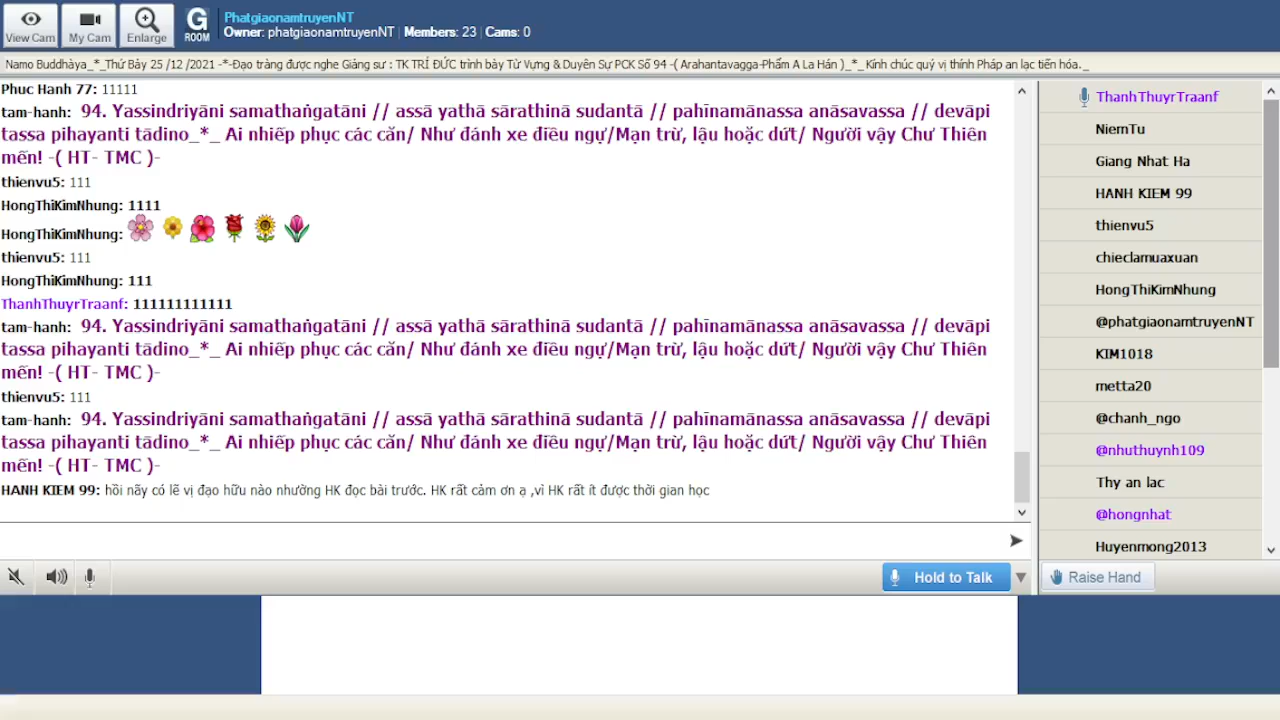 View Cam
My Cam
Enlarge
G
ROOM
PhatgiaonamtruyenNT
Owner: phatgiaonamtruyenNT | Members: 23 | Cams: 0
Namo Buddhàya_*_Thứ Bảy 25 /12 /2021 -*-Đạo tràng được nghe Giảng sư : TK TRÍ ĐỨC trình bày Từ Vựng & Duyên Sự PCK Số 94 -( Arahantavagga-Phẩm A La Hán )_*_ Kính chúc quý vị thính Pháp an lạc tiến hóa._
Phuc Hanh 77: 11111
tam-hanh: 94. Yassindriyāni samathaṅgatāni // assā yathā sārathinā sudantā // pahīnamānassa anāsavassa // devāpi
tassa pihayanti tādino_*_ Ai nhiếp phục các căn/ Như đánh xe điều ngự/Mạn trừ, lậu hoặc dứt/ Người vậy Chư Thiên
mến! -( HT- TMC )-
thienvu5: 111
HongThiKimNhung: 1111
HongThiKimNhung:
thienvu5: 111
HongThiKimNhung: 111
ThanhThuyrTraanf: 111111111111
tam-hanh: 94. Yassindriyāni samathaṅgatāni // assā yathā sārathinā sudantā // pahīnamānassa anāsavassa // devāpi
tassa pihayanti tādino_*_ Ai nhiếp phục các căn/ Như đánh xe điều ngự/Mạn trừ, lậu hoặc dứt/ Người vậy Chư Thiên
mến! -( HT- TMC )-
thienvu5: 111
tam-hanh: 94. Yassindriyāni samathaṅgatāni // assā yathā sārathinā sudantā // pahīnamānassa anāsavassa // devāpi
tassa pihayanti tādino_*_ Ai nhiếp phục các căn/ Như đánh xe điều ngự/Mạn trừ, lậu hoặc dứt/ Người vậy Chư Thiên
mến! -( HT- TMC )-
HANH KIEM 99: hồi nãy có lẽ vị đạo hữu nào nhường HK đọc bài trước. HK rất cảm ơn ạ ,vì HK rất ít được thời gian học
Hold to Talk
ThanhThuyrTraanf
NiemTu
Giang Nhat Ha
HANH KIEM 99
thienvu5
chieclamuaxuan
HongThiKimNhung
@phatgiaonamtruyenNT
KIM1018
metta20
@chanh_ngo
@nhuthuynh109
Thy an lac
@hongnhat
Huyenmong2013
Raise Hand